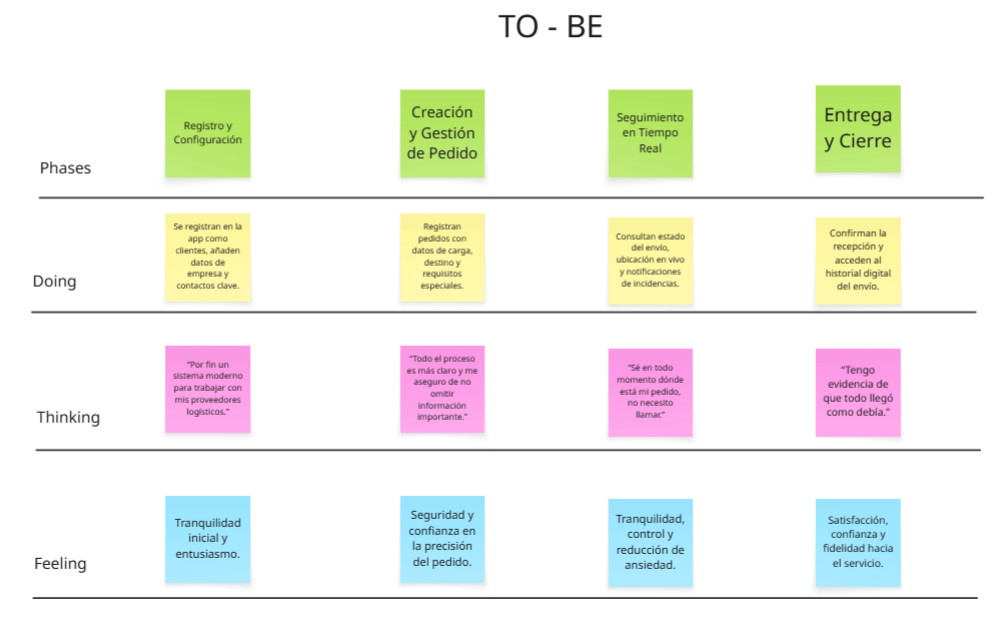 TO - BE
Phases
Registro y
Configuración
Creación
y Gestión
de Pedido
Seguimiento
en Tiempo
Real
Entrega
y Cierre
Doing
Se registran en la
app como
clientes, añaden
datos de
empresa y
contactos clave.
Registran
pedidos con
datos de carga,
destino y
requisitos
especiales.
Consultan estado
del envío,
ubicación en vivo
y notificaciones
de incidencias.
Confirman la
recepción y
acceden al
historial digital
del envío.
Thinking
“Por fin un
sistema moderno
para trabajar con
mis proveedores
logísticos.”
“Todo el proceso
es más claro y me
aseguro de no
omitir
información
importante.”
“Sé en todo
momento dónde
está mi pedido,
no necesito
llamar.”
“Tengo
evidencia de
que todo llegó
como debía.”
Feeling
Tranquilidad
inicial y
entusiasmo.
Seguridad y
confianza en
la precisión
del pedido.
Tranquilidad,
control y
reducción de
ansiedad.
Satisfacción,
confianza y
fidelidad hacia
el servicio.